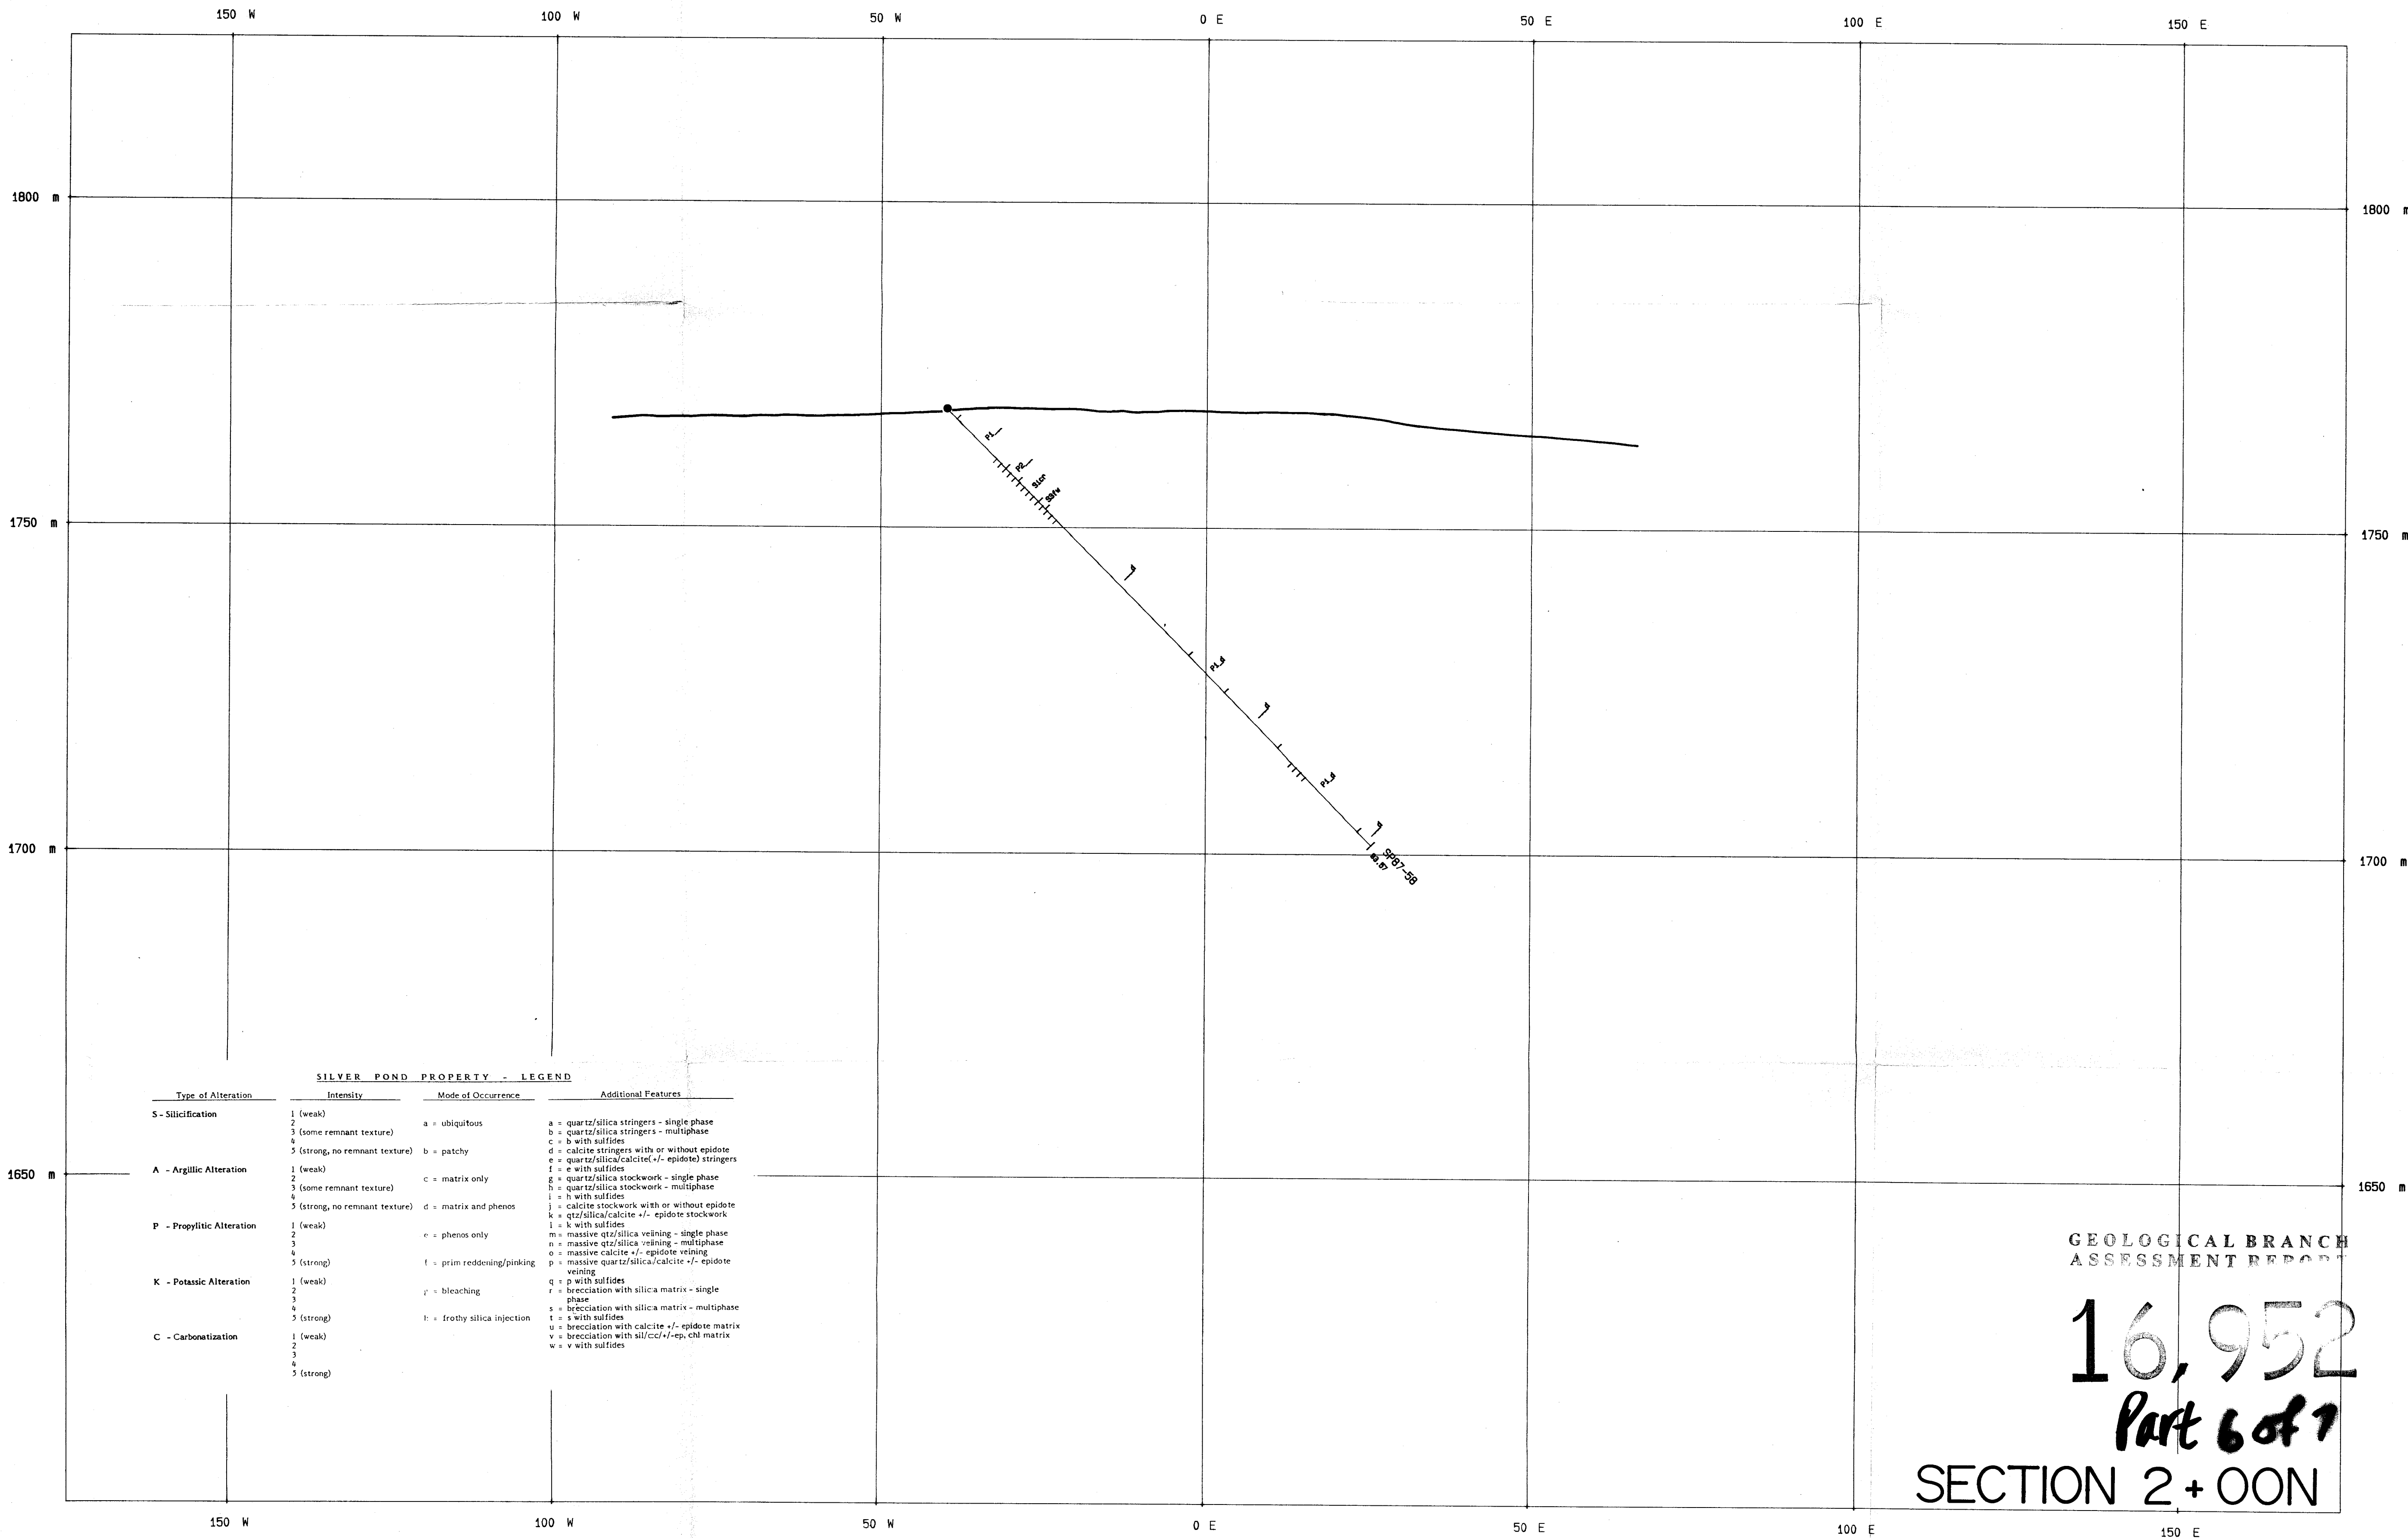 150 W 100 W 50 W 0 E 50 E 100 E 150 E
1800 m 1800 m
1750 m 1750 m
1700 m 1700 m
1650 m 1650 m
P1__
P2__
S1cr
S3fw
P1_d
P1_d
SP87-58
SILVER POND PROPERTY - LEGEND
Type of Alteration Intensity Mode of Occurrence Additional Features
S - Silicification 1 (weak)
2 a = ubiquitous a = quartz/silica stringers - single phase
3 (some remnant texture) b = quartz/silica stringers - multiphase
4 c = b with sulfides
5 (strong, no remnant texture) b = patchy d = calcite stringers with or without epidote
e = quartz/silica/calcite(+/- epidote) stringers
A - Argillic Alteration 1 (weak) f = e with sulfides
2 c = matrix only g = quartz/silica stockwork - single phase
3 (some remnant texture) h = quartz/silica stockwork - multiphase
4 i = h with sulfides
5 (strong, no remnant texture) d = matrix and phenos j = calcite stockwork with or without epidote
k = qtz/silica/calcite +/- epidote stockwork
P - Propylitic Alteration 1 (weak) l = k with sulfides
2 e = phenos only m = massive qtz/silica veining - single phase
3 n = massive qtz/silica veining - multiphase
4 o = massive calcite +/- epidote veining
5 (strong) f = prim reddening/pinking p = massive quartz/silica/calcite +/- epidote
veining
K - Potassic Alteration 1 (weak) q = p with sulfides
2 g = bleaching r = brecciation with silica matrix - single
3 phase
4 s = brecciation with silica matrix - multiphase
5 (strong) h = frothy silica injection t = s with sulfides
u = brecciation with calcite +/- epidote matrix
C - Carbonatization 1 (weak) v = brecciation with sil/cc/+/-ep, chl matrix
2 w = v with sulfides
3
4
5 (strong)
GEOLOGICAL BRANCH
ASSESSMENT REPORT
16,952
Part 6 of 7
SECTION 2+00N
150 W 100 W 50 W 0 E 50 E 100 E 150 E